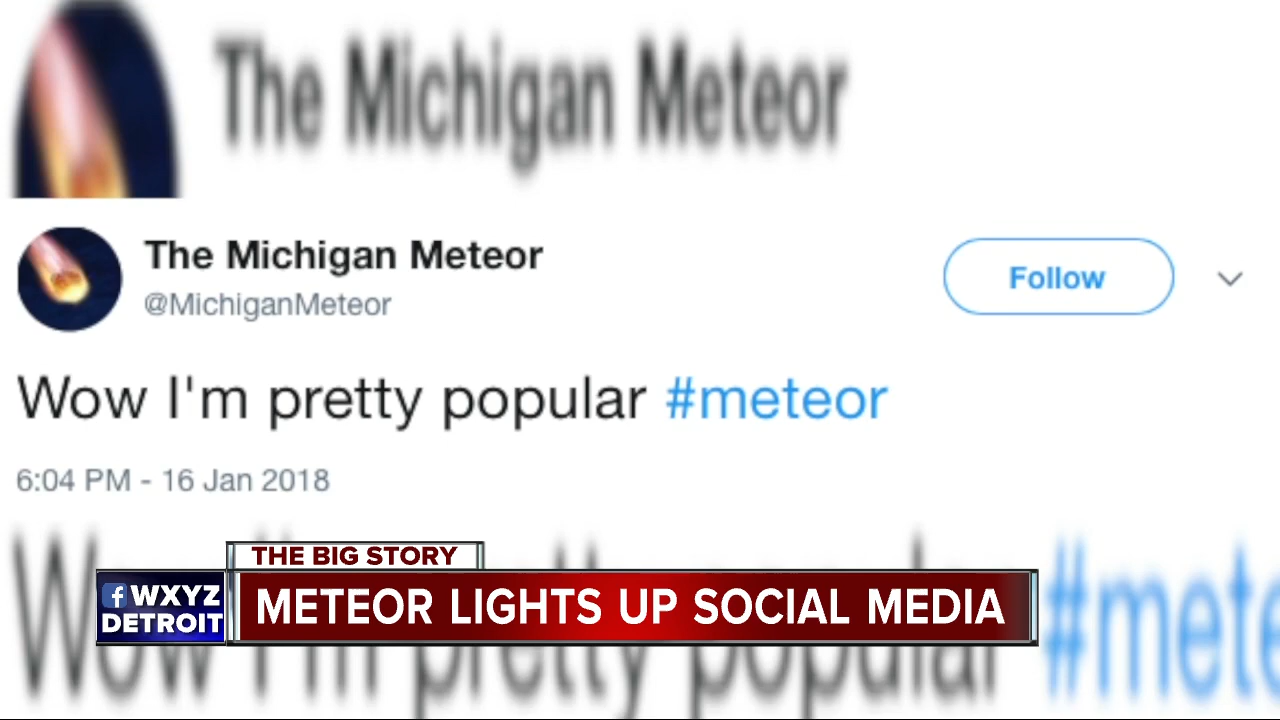 The Michigan Meteor
The Michigan Meteor
@MichiganMeteor
Follow
Wow I'm pretty popular #meteor
6:04 PM - 16 Jan 2018
Wow I'm pretty popular #mete
THE BIG STORY
f WXYZ
DETROIT
METEOR LIGHTS UP SOCIAL MEDIA